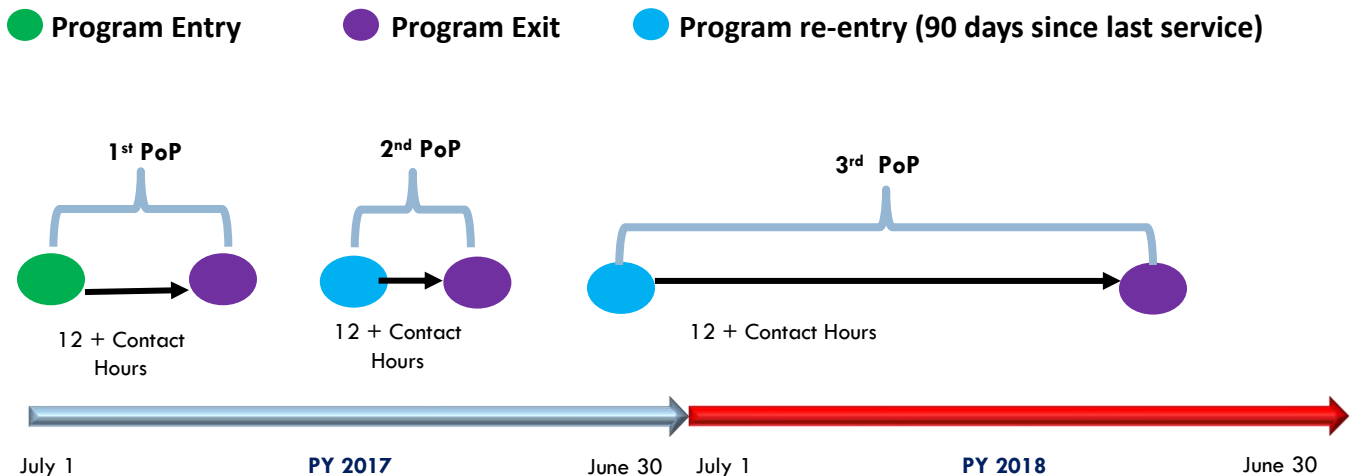 Program Entry
Program Exit
Program re-entry (90 days since last service)
1st PoP
2nd PoP
3rd PoP
12 + Contact
Hours
12 + Contact
Hours
12 + Contact Hours
July 1
PY 2017
June 30
July 1
PY 2018
June 30